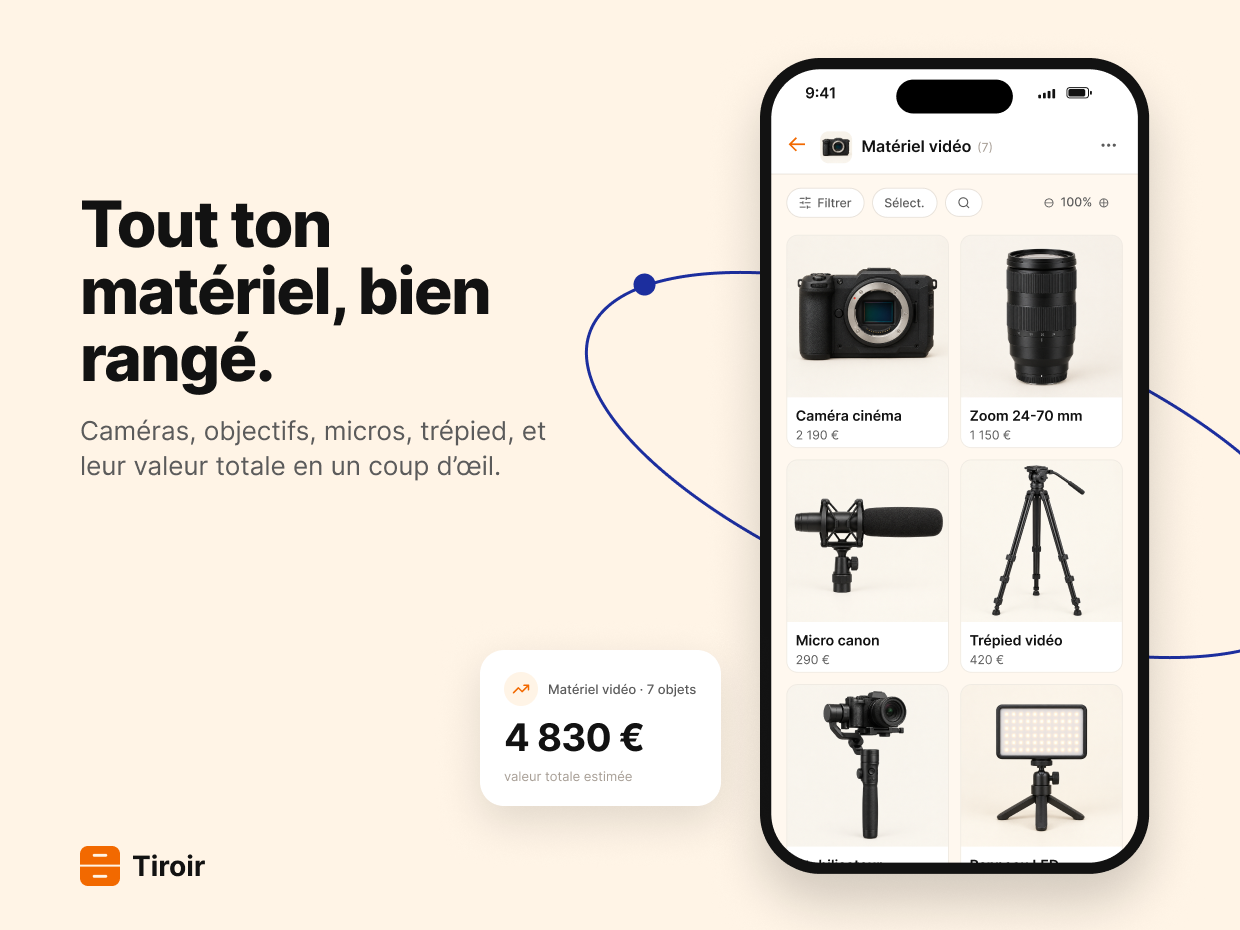 Tout ton
matériel, bien
rangé.
Caméras, objectifs, micros, trépied, et
leur valeur totale en un coup d’œil.
Matériel vidéo · 7 objets
4 830 €
valeur totale estimée
Tiroir
9:41
Matériel vidéo (7)
Filtrer
Sélect.
100%
Caméra cinéma
2 190 €
Zoom 24-70 mm
1 150 €
Micro canon
290 €
Trépied vidéo
420 €